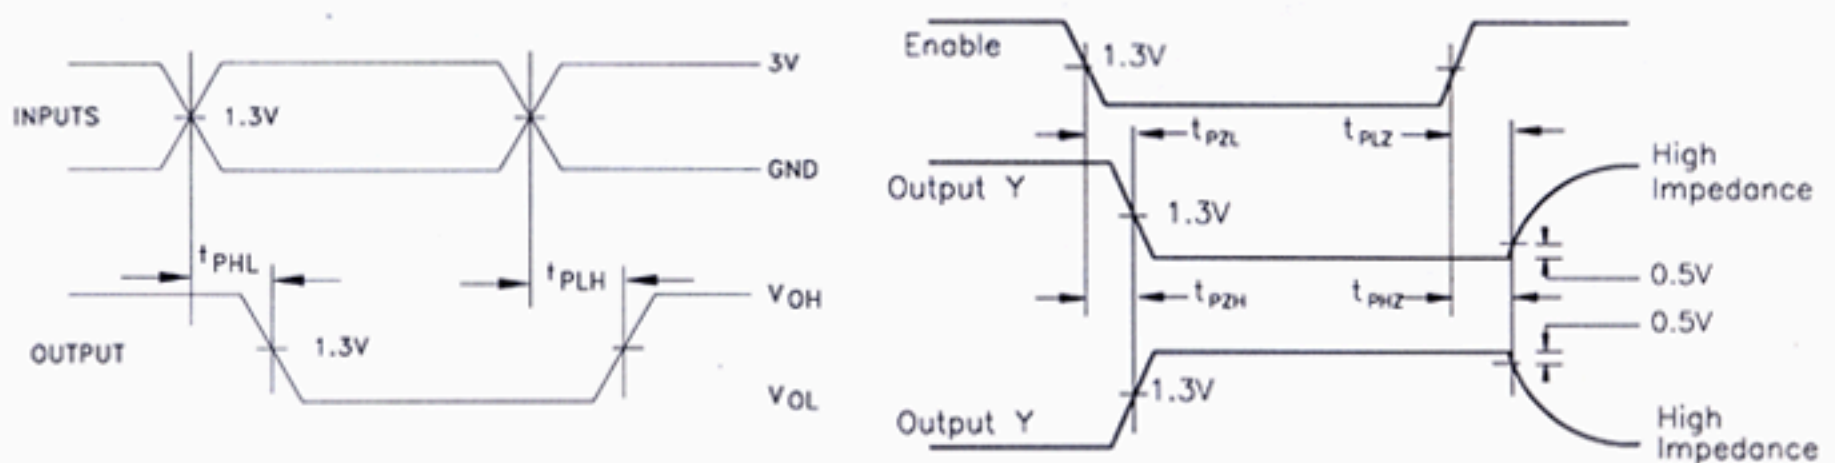 3V
INPUTS
1.3V
GND
tPHL
tPLH
VOH
OUTPUT
1.3V
VOL
Enable
1.3V
tPZL
tPLZ
High
Impedance
Output Y
1.3V
0.5V
tPZH
tPHZ
0.5V
1.3V
Output Y
High
Impedance